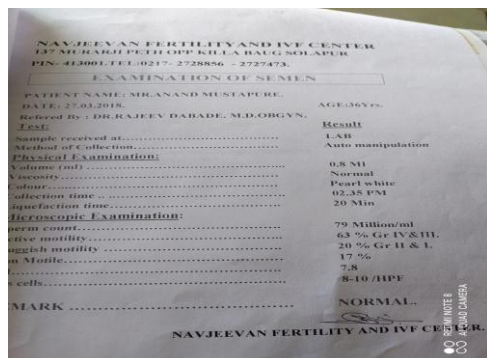 NAVJEEVAN FERTILITY AND IVF CENTER
137 MURARJI PETH OPP KILLA BAUG SOLAPUR
PIN- 413001.TEL:0217- 2728856 - 2727473.
EXAMINATION OF SEMEN
PATIENT NAME: MR.ANAND MUSTAPURE.
DATE: 27.03.2018. AGE:36Yrs.
Refered By : DR.RAJEEV DABADE. M.D.OBGYN.
Test: Result
Sample received at.............................. LAB
Method of Collection.............................. Auto manipulation
Physical Examination:
Volume (ml) .............................. 0.8 Ml
Viscosity.............................. Normal
Colour.............................. Pearl white
ollection time .............................. 02.35 PM
iquefaction time.............................. 20 Min
licroscopic Examination:
perm count.............................. 79 Million/ml
ctive motility.............................. 63 % Gr IV&III.
uggish motility .............................. 20 % Gr II & I.
n Motile.............................. 17 %
.............................. 7.8
s cells.............................. 8-10 /HPF
MARK .............................. NORMAL.
NAVJEEVAN FERTILITY AND IVF CENTER.
REDMI NOTE 8
AI QUAD CAMERA